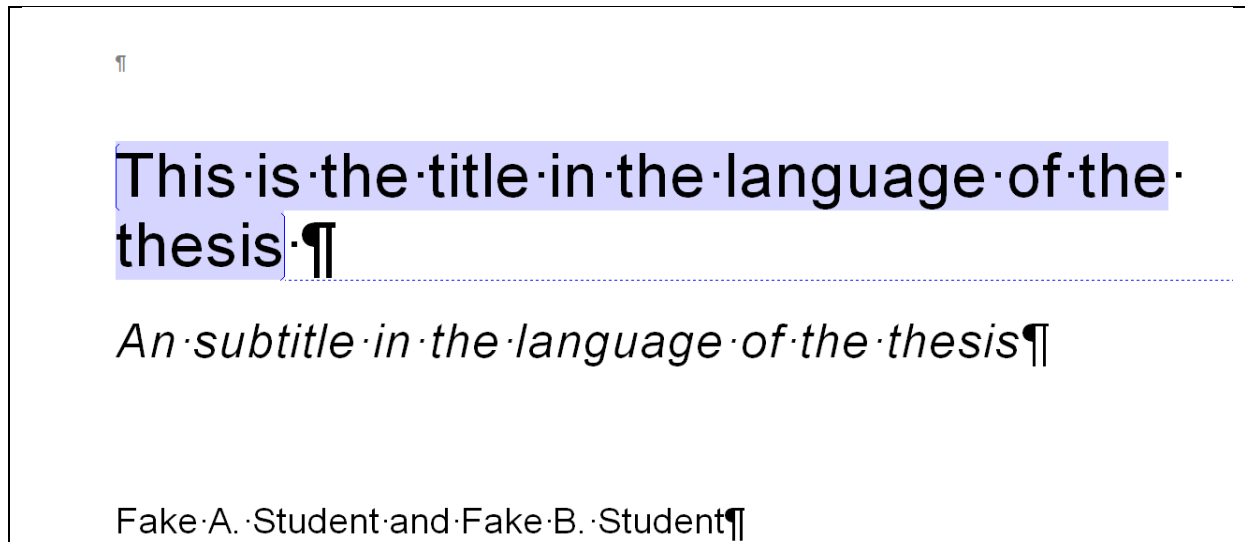 ¶
This·is·the·title·in·the·language·of·the·
thesis·¶
An·subtitle·in·the·language·of·the·thesis¶
Fake·A.·Student·and·Fake·B.·Student¶